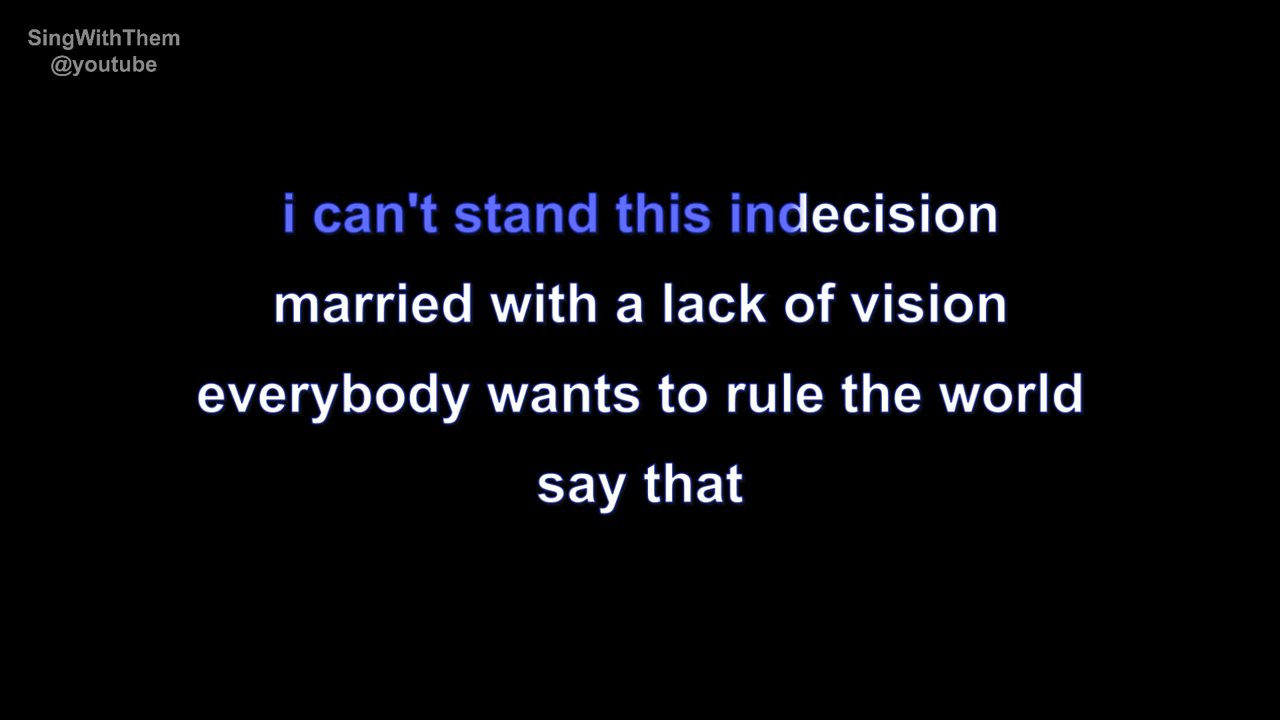 SingWithThem
@youtube
i can't stand this indecision
married with a lack of vision
everybody wants to rule the world
say that